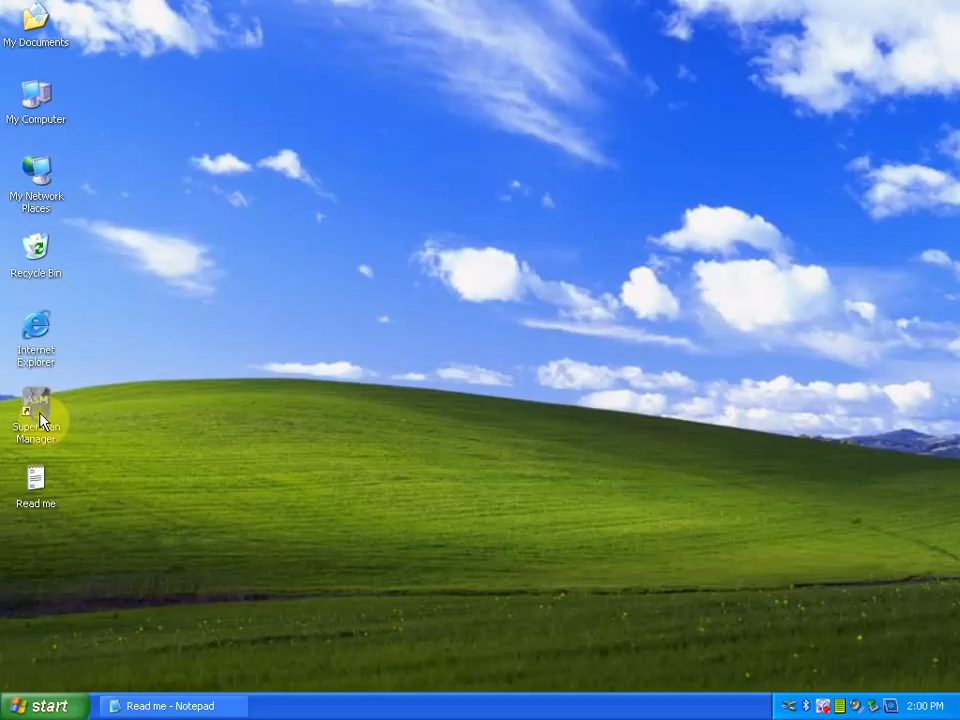 My Documents
My Computer
My Network
Places
Recycle Bin
Internet
Explorer
ASM
Manager
Read me
start
Read me - Notepad
2:00 PM